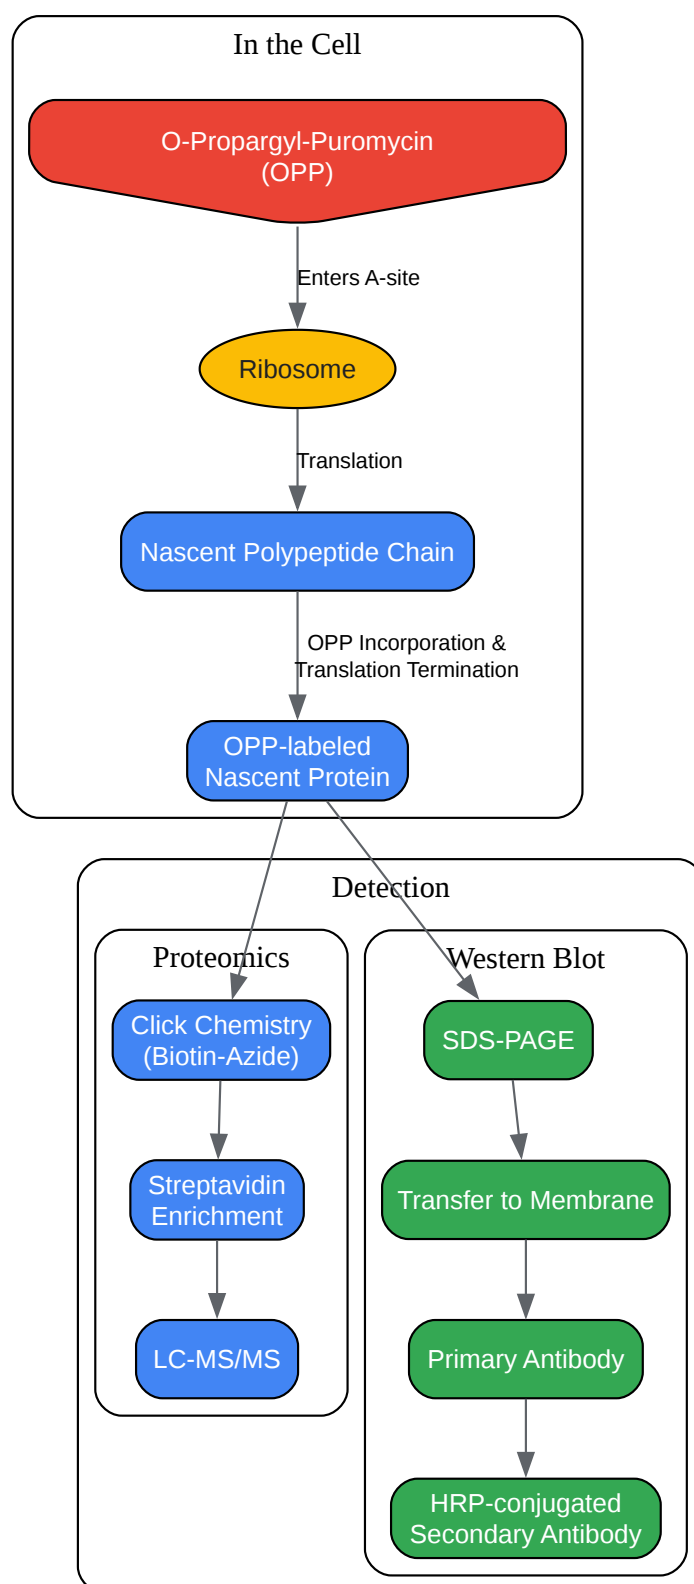 In the Cell
O-Propargyl-Puromycin
(OPP)
Enters A-site
Ribosome
Translation
Nascent Polypeptide Chain
OPP Incorporation &
Translation Termination
OPP-labeled
Nascent Protein
Detection
Proteomics
Click Chemistry
(Biotin-Azide)
Streptavidin
Enrichment
LC-MS/MS
Western Blot
SDS-PAGE
Transfer to Membrane
Primary Antibody
HRP-conjugated
Secondary Antibody